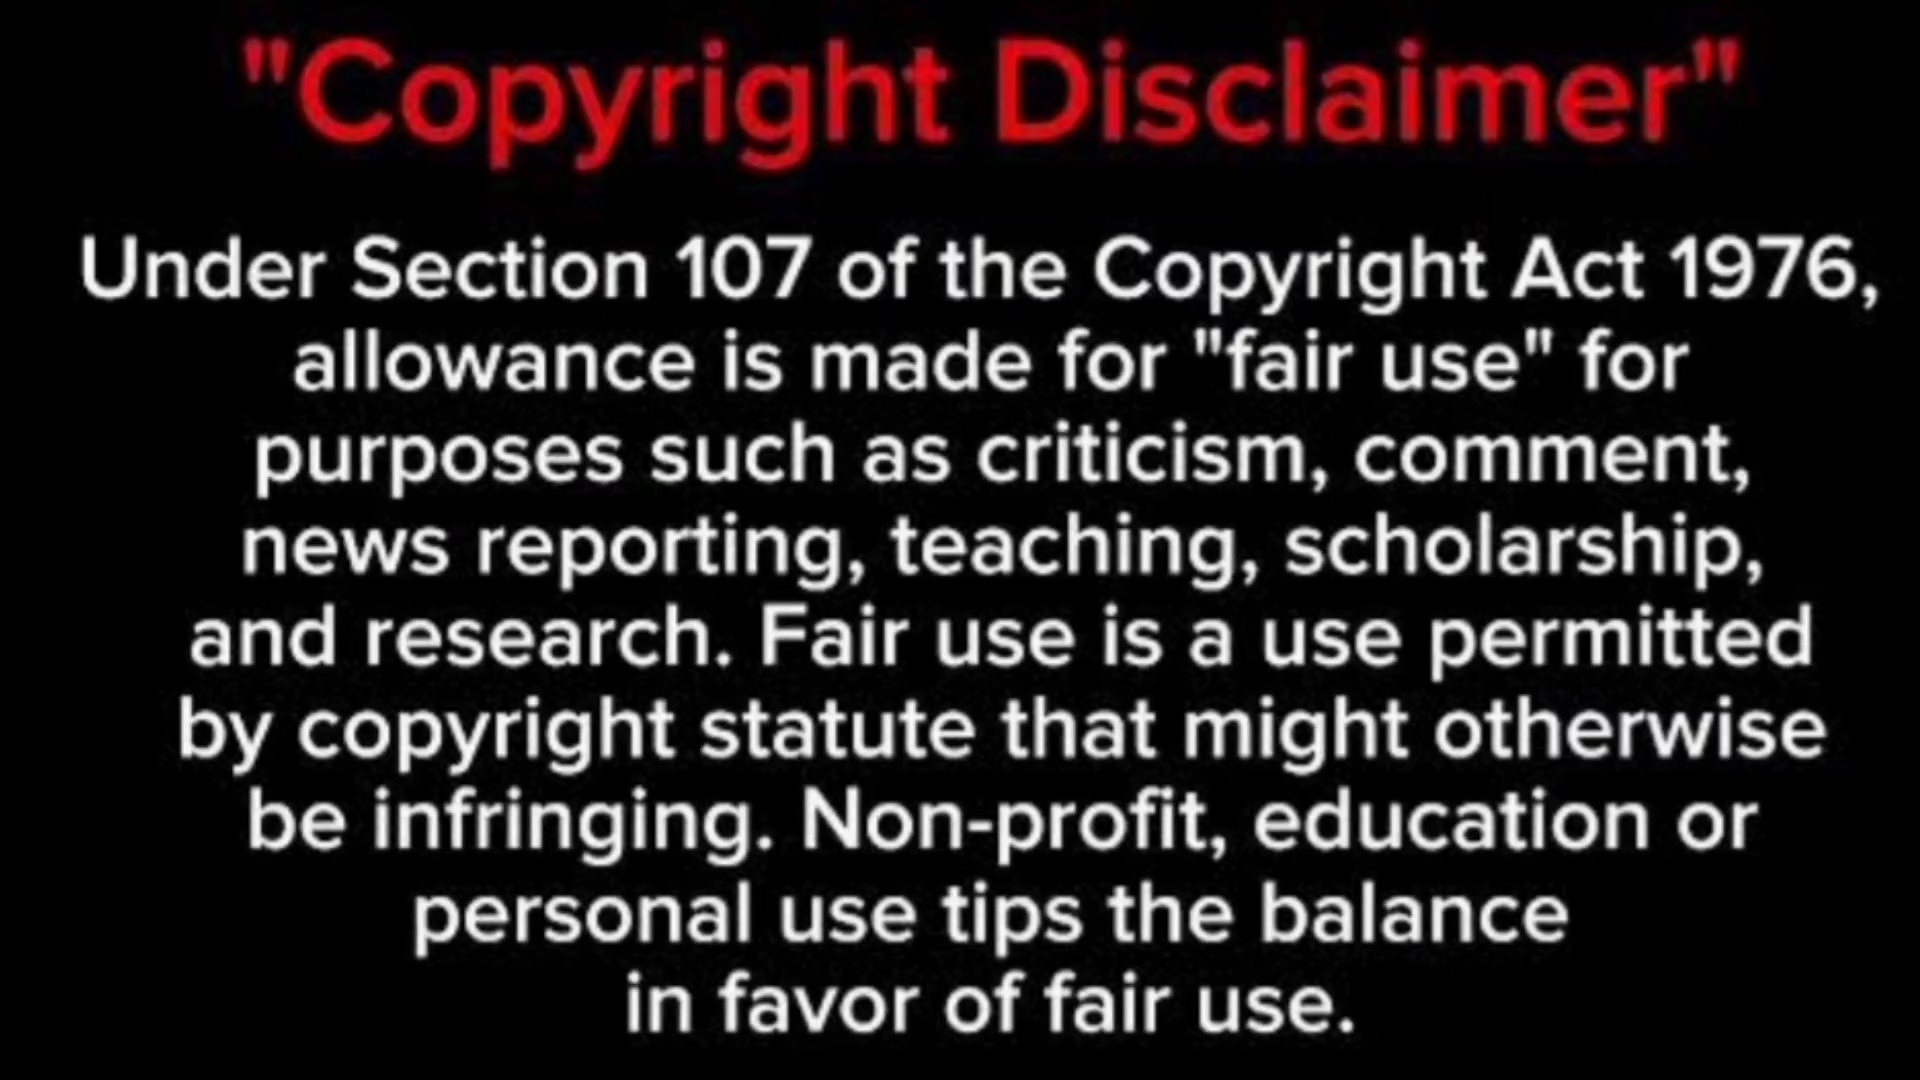 "Copyright Disclaimer"
Under Section 107 of the Copyright Act 1976,
allowance is made for "fair use" for
purposes such as criticism, comment,
news reporting, teaching, scholarship,
and research. Fair use is a use permitted
by copyright statute that might otherwise
be infringing. Non-profit, education or
personal use tips the balance
in favor of fair use.